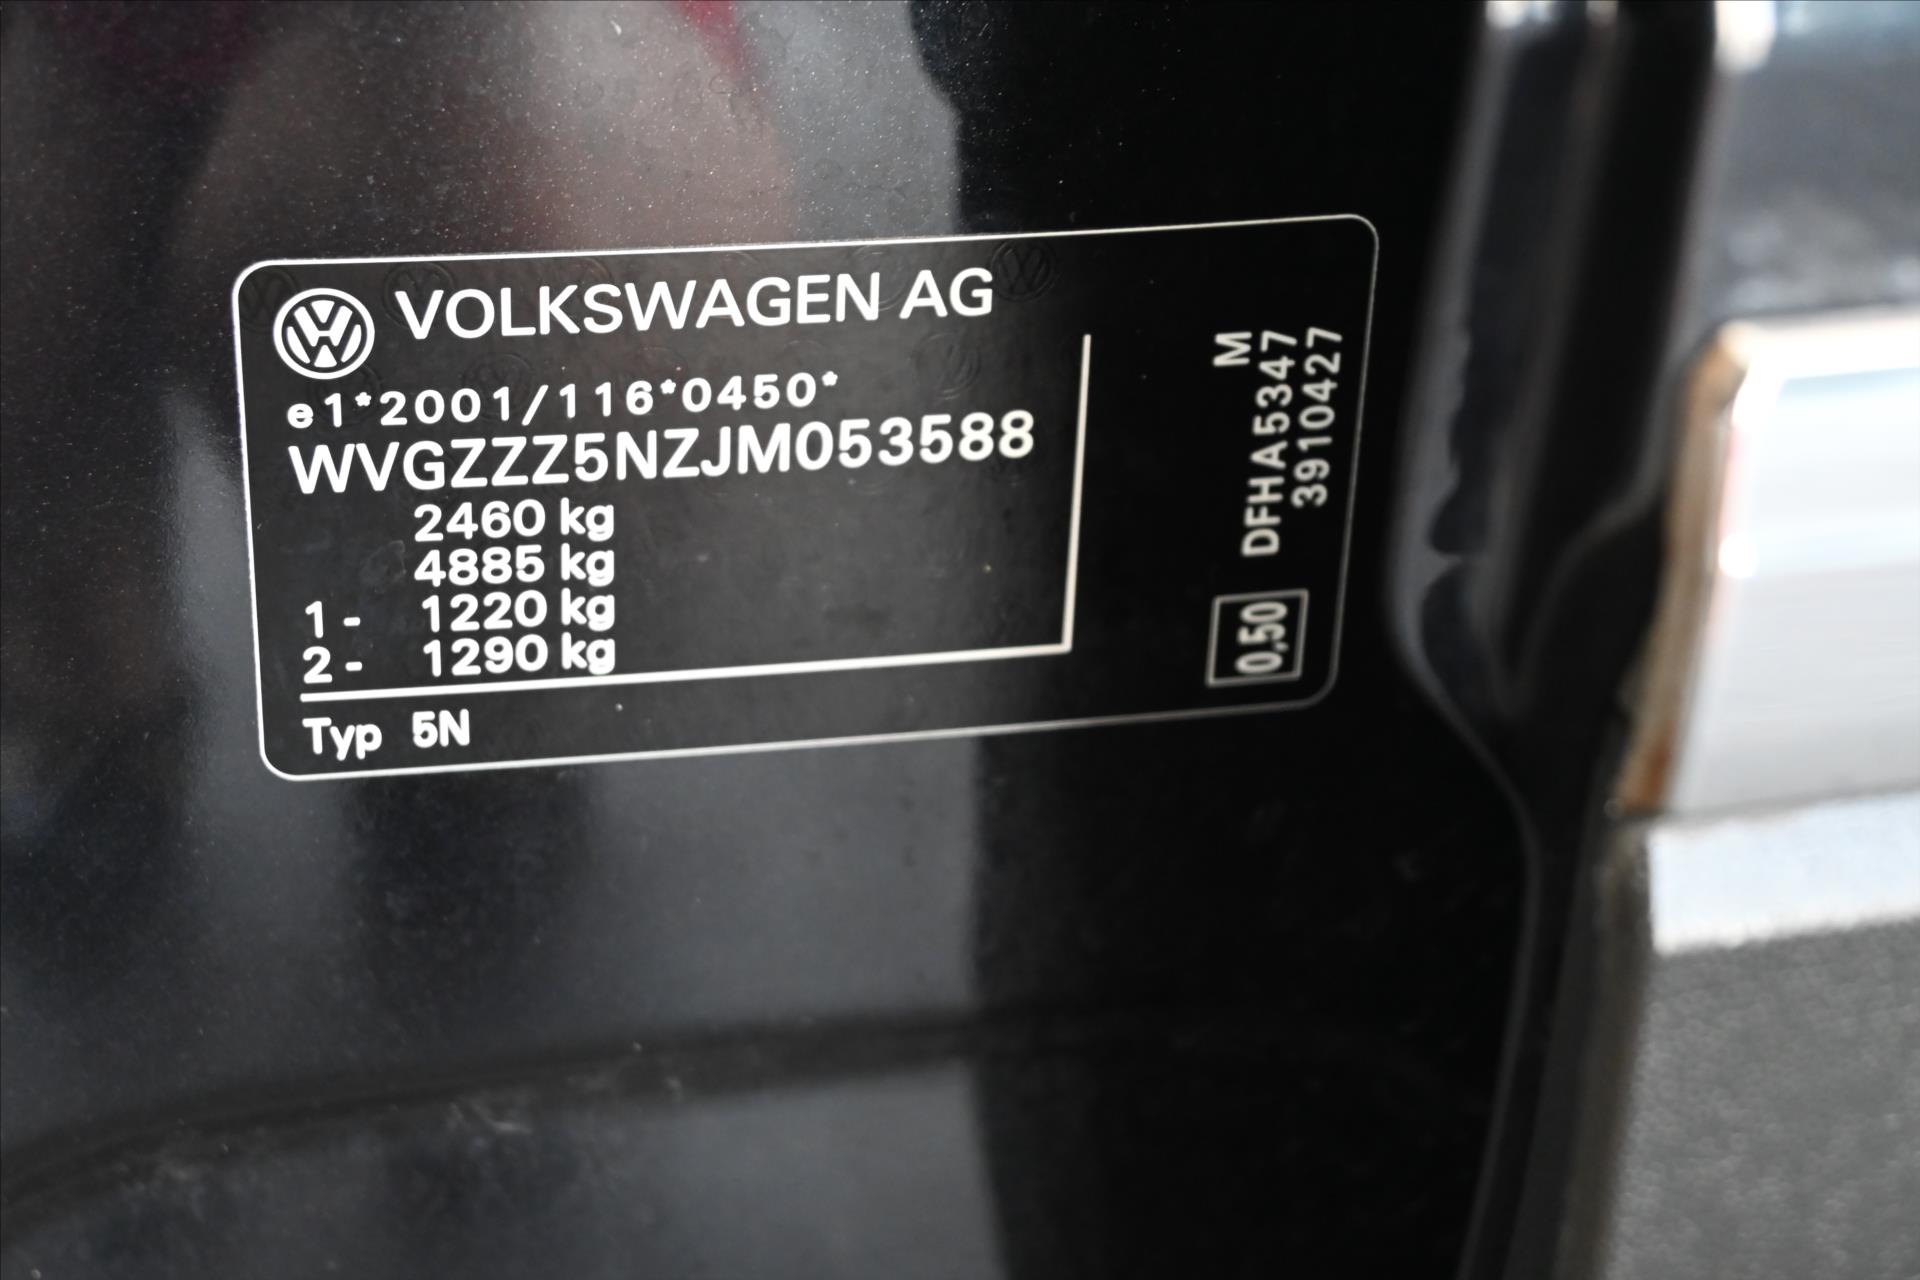 VOLKSWAGEN AG
e1*2001/116*0450*
WVGZZZ5NZJM053588
2460 kg
4885 kg
1- 1220 kg
2- 1290 kg
Typ 5N
M
DFHA5347
3910427
0,50